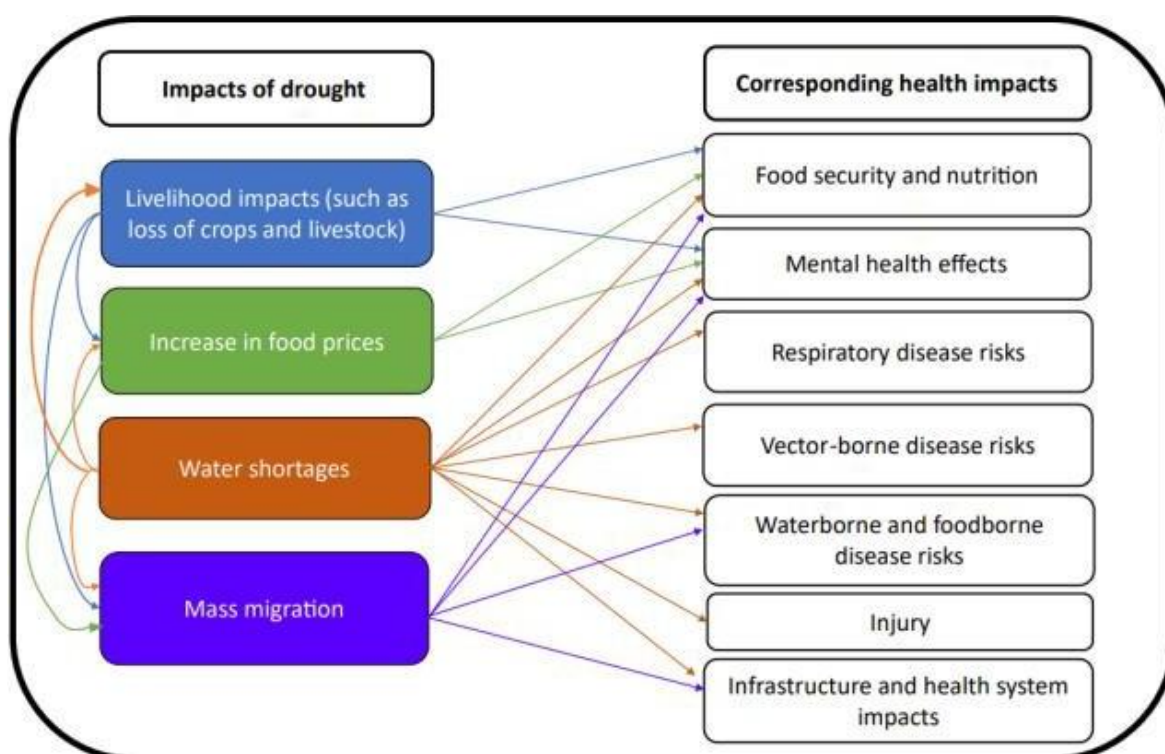 Impacts of drought
Livelihood impacts (such as
loss of crops and livestock)
Increase in food prices
Water shortages
Mass migration
Corresponding health impacts
Food security and nutrition
Mental health effects
Respiratory disease risks
Vector-borne disease risks
Waterborne and foodborne
disease risks
Injury
Infrastructure and health system
impacts